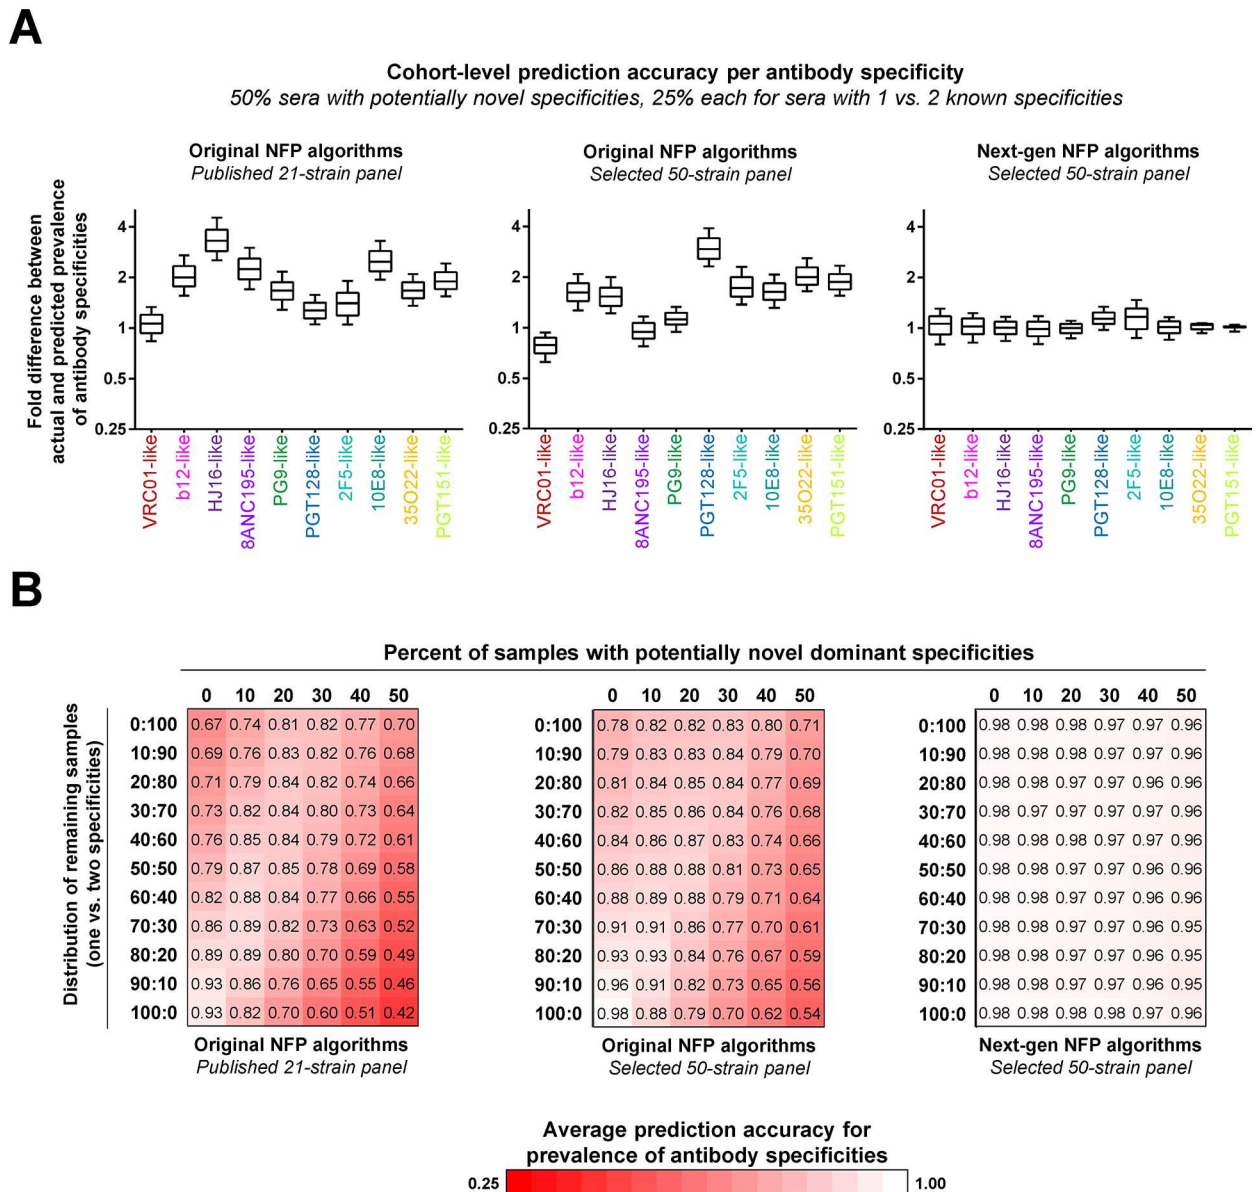 A
Cohort-level prediction accuracy per antibody specificity
50% sera with potentially novel specificities, 25% each for sera with 1 vs. 2 known specificities
Original NFP algorithms
Published 21-strain panel
Original NFP algorithms
Selected 50-strain panel
Next-gen NFP algorithms
Selected 50-strain panel
Fold difference between
actual and predicted prevalence
of antibody specificities
4
2
1
0.5
0.25
VRC01-like
b12-like
HJ16-like
8ANC195-like
PG9-like
PGT128-like
2F5-like
10E8-like
35O22-like
PGT151-like
4
2
1
0.5
0.25
VRC01-like
b12-like
HJ16-like
8ANC195-like
PG9-like
PGT128-like
2F5-like
10E8-like
35O22-like
PGT151-like
4
2
1
0.5
0.25
VRC01-like
b12-like
HJ16-like
8ANC195-like
PG9-like
PGT128-like
2F5-like
10E8-like
35O22-like
PGT151-like
B
Percent of samples with potentially novel dominant specificities
Distribution of remaining samples
(one vs. two specificities)
0 10 20 30 40 50
0:100 0.67 0.74 0.81 0.82 0.77 0.70
10:90 0.69 0.76 0.83 0.82 0.76 0.68
20:80 0.71 0.79 0.84 0.82 0.74 0.66
30:70 0.73 0.82 0.84 0.80 0.73 0.64
40:60 0.76 0.85 0.84 0.79 0.72 0.61
50:50 0.79 0.87 0.85 0.78 0.69 0.58
60:40 0.82 0.88 0.84 0.77 0.66 0.55
70:30 0.86 0.89 0.82 0.73 0.63 0.52
80:20 0.89 0.89 0.80 0.70 0.59 0.49
90:10 0.93 0.86 0.76 0.65 0.55 0.46
100:0 0.93 0.82 0.70 0.60 0.51 0.42
Original NFP algorithms
Published 21-strain panel
0 10 20 30 40 50
0:100 0.78 0.82 0.82 0.83 0.80 0.71
10:90 0.79 0.83 0.83 0.84 0.79 0.70
20:80 0.81 0.84 0.85 0.84 0.77 0.69
30:70 0.82 0.85 0.86 0.84 0.76 0.68
40:60 0.84 0.86 0.87 0.83 0.74 0.66
50:50 0.86 0.88 0.88 0.81 0.73 0.65
60:40 0.88 0.89 0.88 0.79 0.71 0.64
70:30 0.91 0.91 0.86 0.77 0.70 0.61
80:20 0.93 0.93 0.84 0.76 0.67 0.59
90:10 0.96 0.91 0.82 0.73 0.65 0.56
100:0 0.98 0.88 0.79 0.70 0.62 0.54
Original NFP algorithms
Selected 50-strain panel
0 10 20 30 40 50
0:100 0.98 0.98 0.98 0.97 0.97 0.96
10:90 0.98 0.98 0.98 0.97 0.97 0.96
20:80 0.98 0.98 0.97 0.97 0.96 0.96
30:70 0.98 0.97 0.97 0.97 0.97 0.96
40:60 0.98 0.98 0.98 0.97 0.97 0.96
50:50 0.98 0.98 0.97 0.97 0.96 0.96
60:40 0.98 0.98 0.97 0.97 0.96 0.96
70:30 0.98 0.98 0.97 0.97 0.96 0.95
80:20 0.98 0.98 0.97 0.97 0.96 0.95
90:10 0.98 0.98 0.97 0.97 0.96 0.95
100:0 0.98 0.98 0.98 0.98 0.97 0.96
Next-gen NFP algorithms
Selected 50-strain panel
Average prediction accuracy for
prevalence of antibody specificities
0.25 1.00